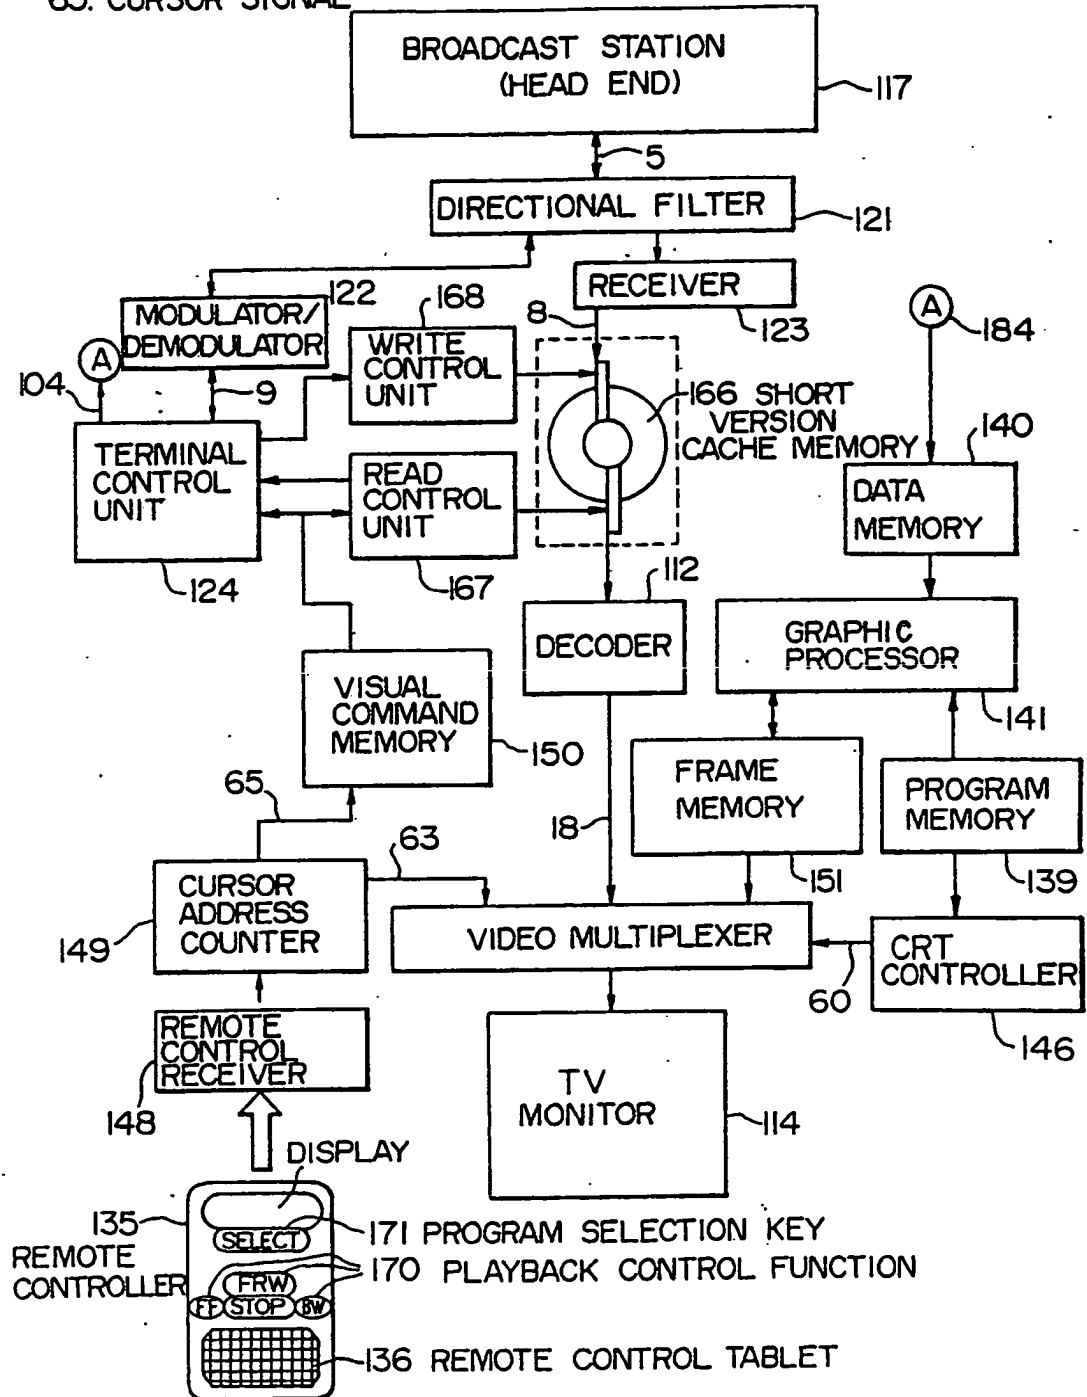 CURSOR SIGNAL
BROADCAST STATION
(HEAD END)
117
5
DIRECTIONAL FILTER
121
RECEIVER
123
8
122
MODULATOR/
DEMODULATOR
A
104
9
168
WRITE
CONTROL
UNIT
166 SHORT
VERSION
CACHE MEMORY
A
184
140
DATA
MEMORY
TERMINAL
CONTROL
UNIT
124
READ
CONTROL
UNIT
167
112
DECODER
GRAPHIC
PROCESSOR
141
VISUAL
COMMAND
MEMORY
150
FRAME
MEMORY
151
PROGRAM
MEMORY
139
65
63
18
CURSOR
ADDRESS
COUNTER
149
VIDEO MULTIPLEXER
60
CRT
CONTROLLER
146
REMOTE
CONTROL
RECEIVER
148
TV
MONITOR
114
DISPLAY
135
REMOTE
CONTROLLER
SELECT
171 PROGRAM SELECTION KEY
FRW
170 PLAYBACK CONTROL FUNCTION
FF
STOP
BW
136 REMOTE CONTROL TABLET